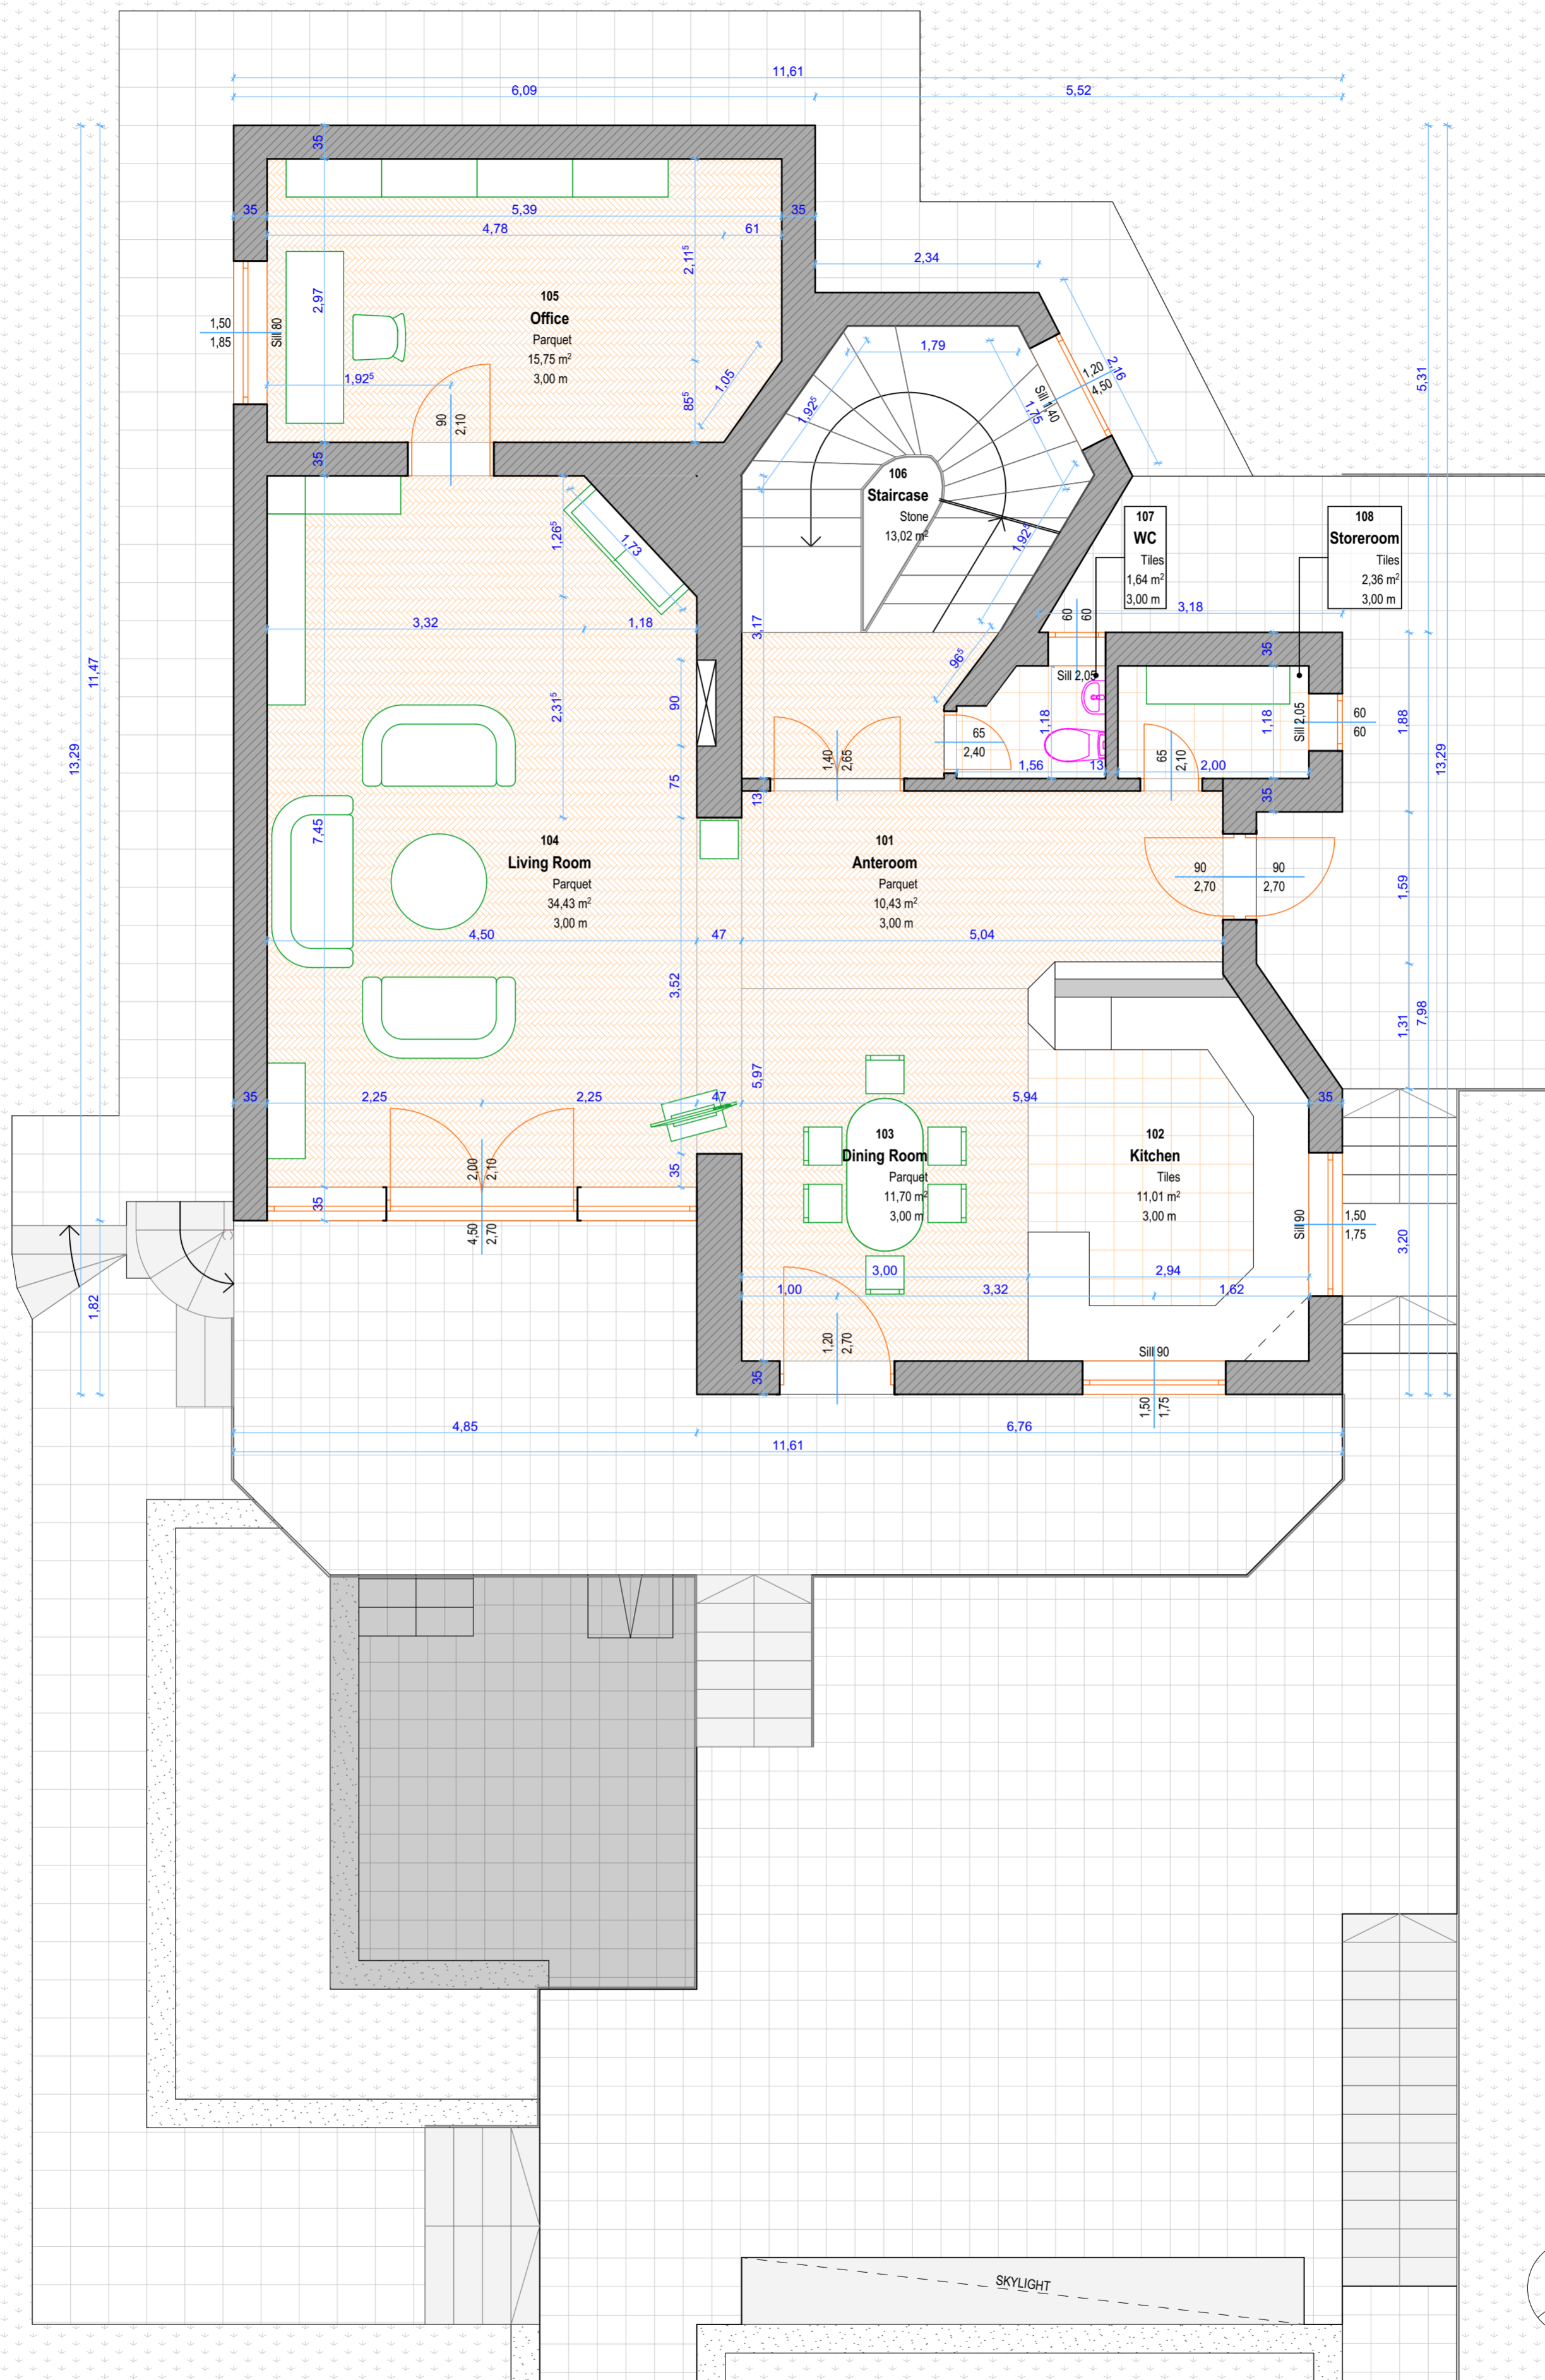 11,61
6,09
5,52
35
35
5,39
35
4,78
61
2,11⁵
2,34
2,97
105
Office
Parquet
15,75 m²
3,00 m
1,50
1,85
Sill 80
1,92⁵
90
2,10
85⁵
1,05
35
1,79
1,92⁵
1,75
Sill 1,40
1,20
4,50
2,16
5,31
106
Staircase
Stone
13,02 m²
1,92⁵
107
WC
Tiles
1,64 m²
3,00 m
108
Storeroom
Tiles
2,36 m²
3,00 m
1,26⁵
1,73
3,32
1,18
3,17
96⁵
60
60
3,18
35
11,47
13,29
2,31⁵
90
75
1,40
2,65
65
2,40
Sill 2,05
1,18
1,56
13
65
2,10
2,00
1,18
Sill 2,05
60
60
1,88
13,29
13
35
7,45
104
Living Room
Parquet
34,43 m²
3,00 m
101
Anteroom
Parquet
10,43 m²
3,00 m
90
2,70
90
2,70
1,59
4,50
47
5,04
3,52
1,31
7,98
5,97
35
2,25
2,25
47
5,94
35
103
Dining Room
Parquet
11,70 m²
3,00 m
102
Kitchen
Tiles
11,01 m²
3,00 m
2,00
2,10
35
35
4,50
2,70
Sill 90
1,50
1,75
3,20
3,00
2,94
1,00
3,32
1,62
1,82
1,20
2,70
Sill 90
35
1,50
1,75
4,85
6,76
11,61
SKYLIGHT